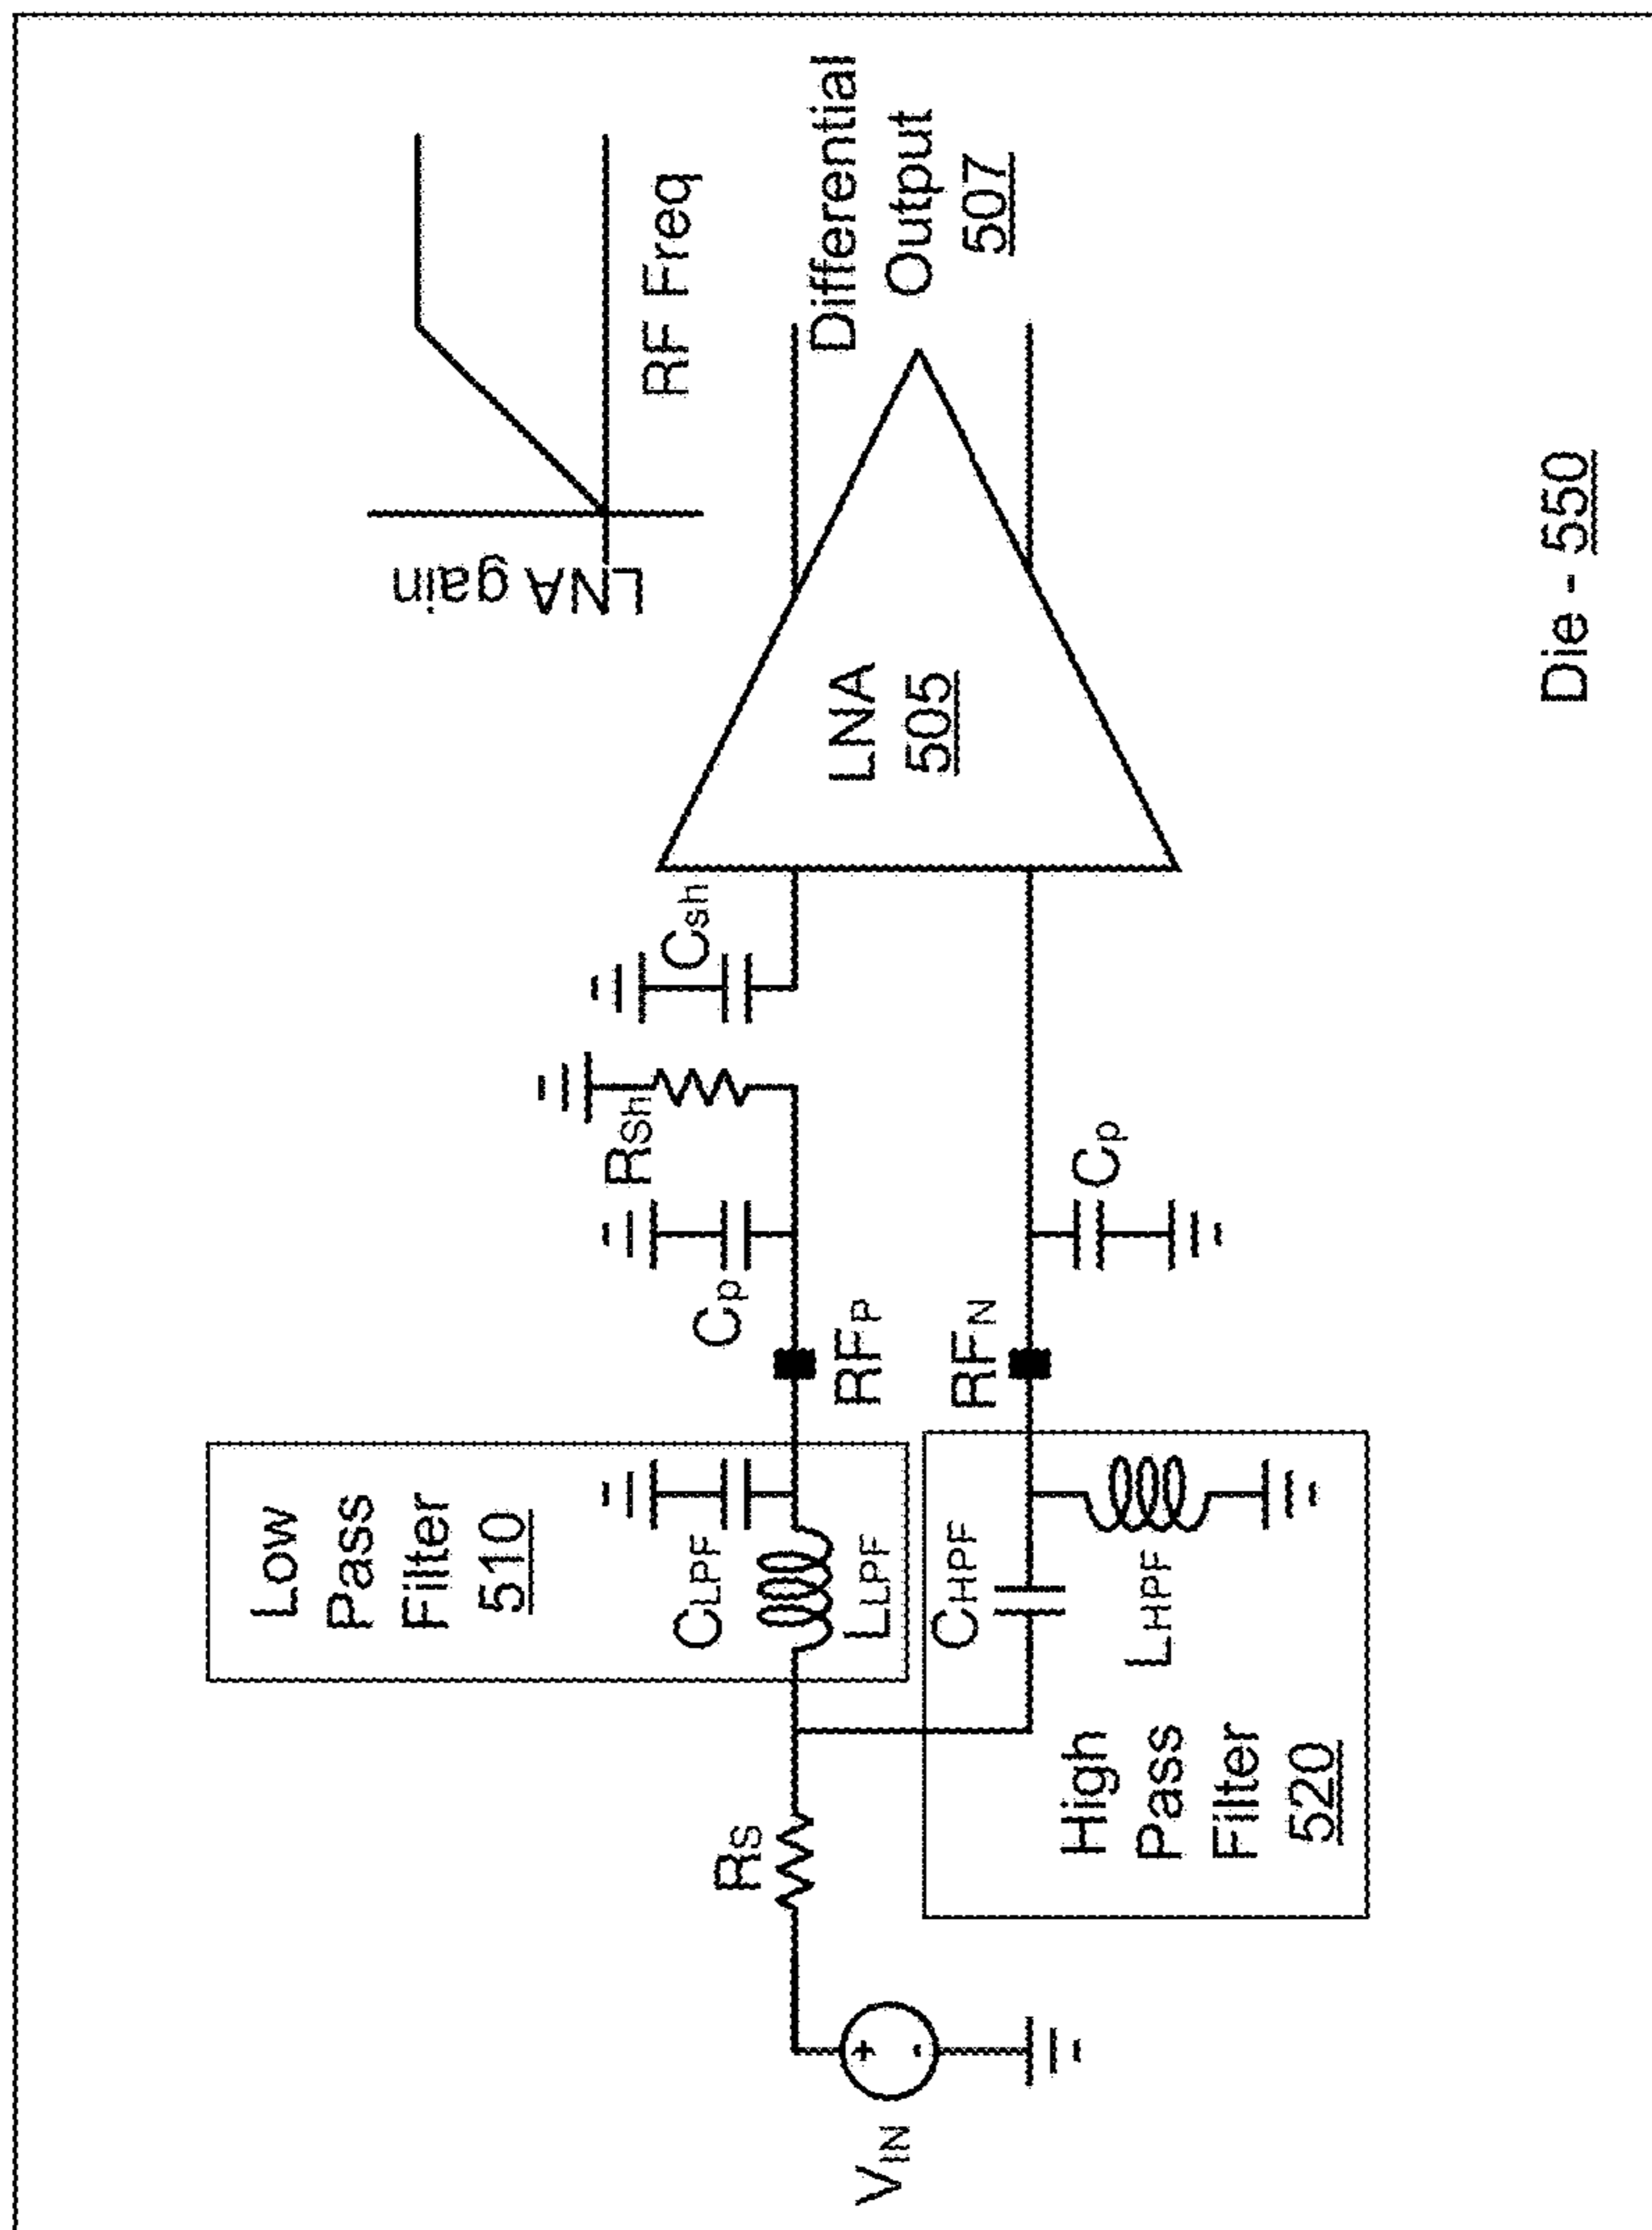 LNA gain
RF Freq
Low
Pass
Filter
510
CLPF
LLPF
Cp
RSh
Csh
RFP
RFN
RS
VIN
+
-
CHPF
LHPF
High
Pass
Filter
520
Cp
LNA
505
Differential
Output
507
Die - 550